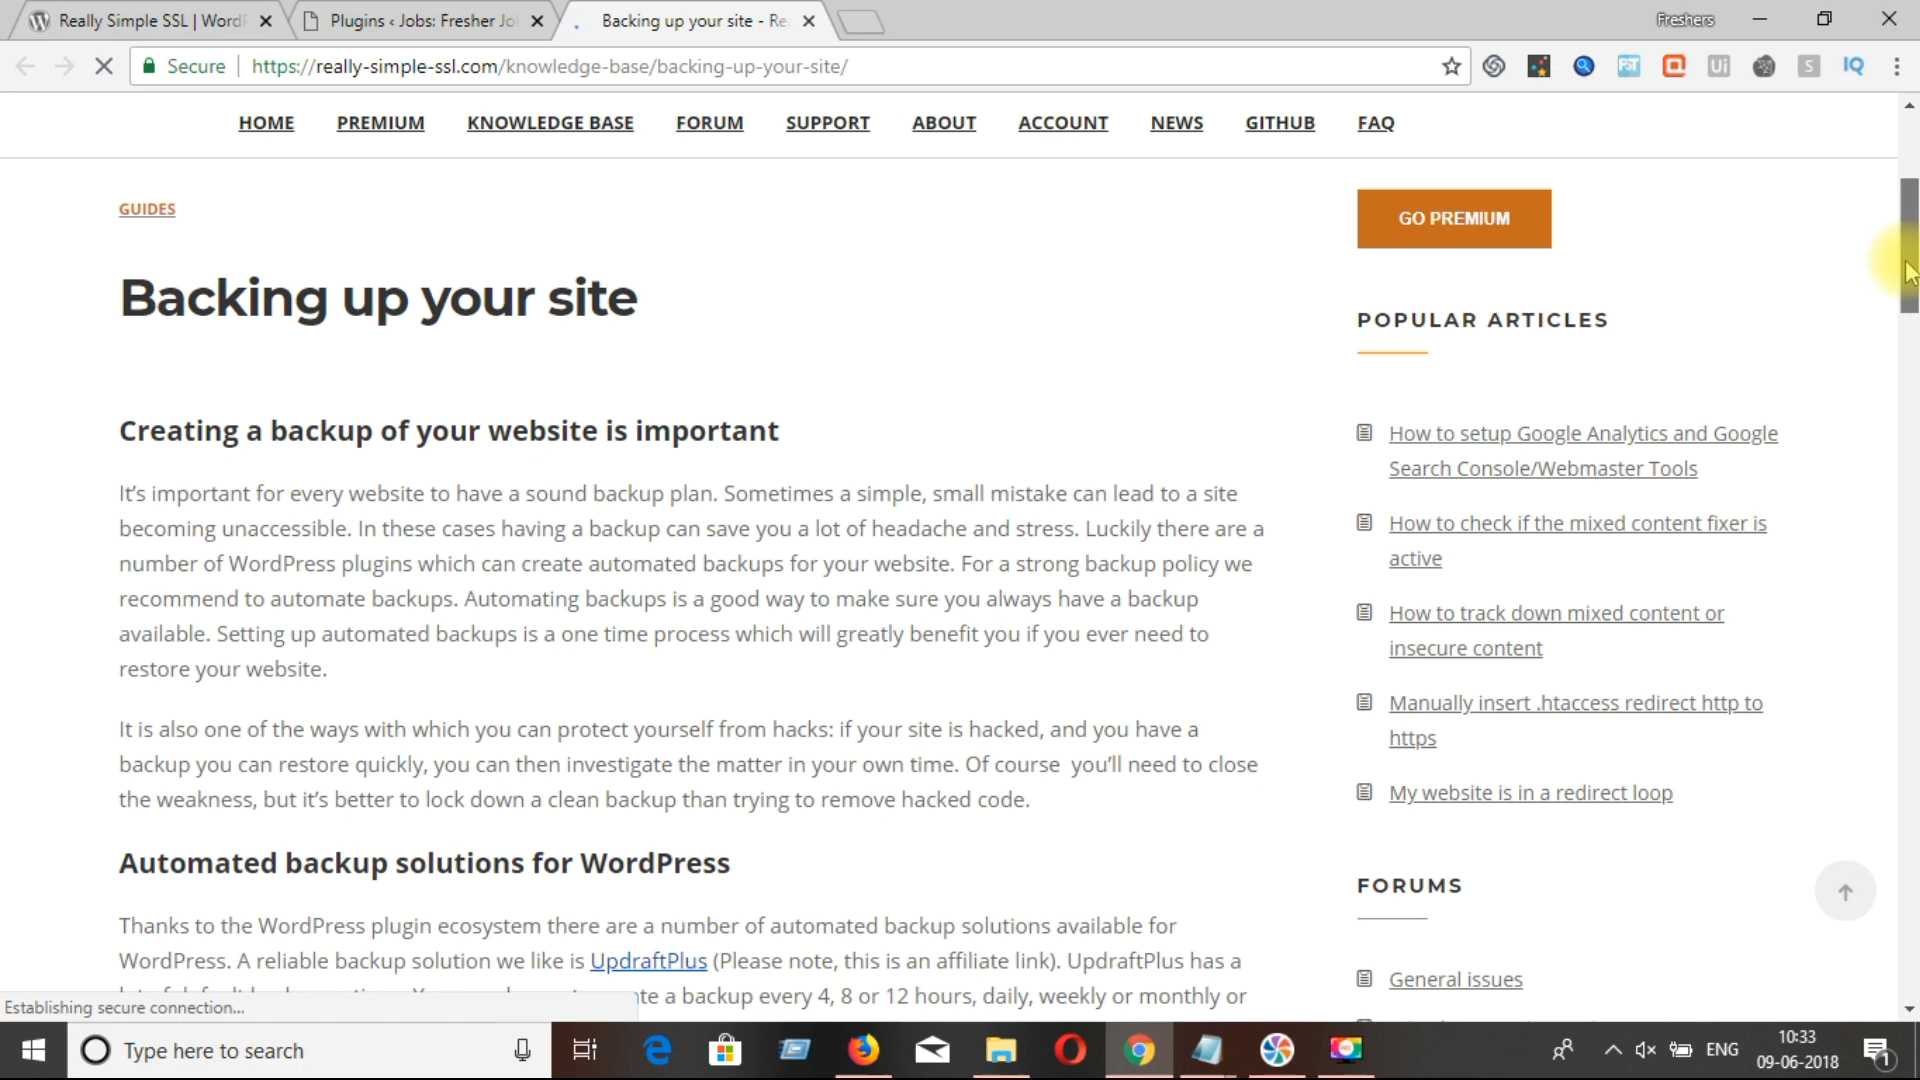 Really Simple SSL | Word
Plugins ‹ Jobs: Fresher Jo
Backing up your site - Re
Freshers
Secure
https://really-simple-ssl.com/knowledge-base/backing-up-your-site/
PST
Ui
S
IQ
HOME PREMIUM KNOWLEDGE BASE FORUM SUPPORT ABOUT ACCOUNT NEWS GITHUB FAQ
GUIDES
Backing up your site
Creating a backup of your website is important
It's important for every website to have a sound backup plan. Sometimes a simple, small mistake can lead to a site
becoming unaccessible. In these cases having a backup can save you a lot of headache and stress. Luckily there are a
number of WordPress plugins which can create automated backups for your website. For a strong backup policy we
recommend to automate backups. Automating backups is a good way to make sure you always have a backup
available. Setting up automated backups is a one time process which will greatly benefit you if you ever need to
restore your website.
It is also one of the ways with which you can protect yourself from hacks: if your site is hacked, and you have a
backup you can restore quickly, you can then investigate the matter in your own time. Of course you'll need to close
the weakness, but it's better to lock down a clean backup than trying to remove hacked code.
Automated backup solutions for WordPress
Thanks to the WordPress plugin ecosystem there are a number of automated backup solutions available for
WordPress. A reliable backup solution we like is UpdraftPlus (Please note, this is an affiliate link). UpdraftPlus has a
a backup every 4, 8 or 12 hours, daily, weekly or monthly or
GO PREMIUM
POPULAR ARTICLES
How to setup Google Analytics and Google
Search Console/Webmaster Tools
How to check if the mixed content fixer is
active
How to track down mixed content or
insecure content
Manually insert .htaccess redirect http to
https
My website is in a redirect loop
FORUMS
General issues
Establishing secure connection...
Type here to search
ENG
10:33
09-06-2018
1